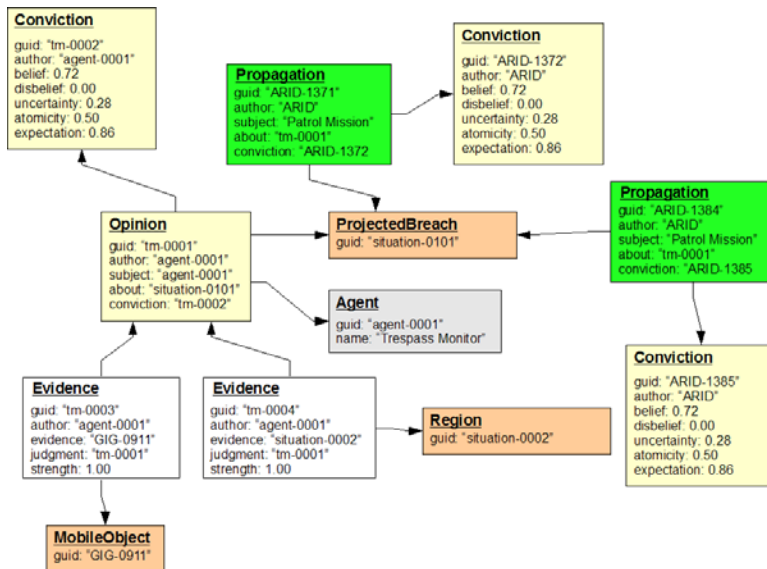 Conviction
guid: "tm-0002"
author: "agent-0001"
belief: 0.72
disbelief: 0.00
uncertainty: 0.28
atomicity: 0.50
expectation: 0.86
Propagation
guid: "ARID-1371"
author: "ARID"
subject: "Patrol Mission"
about: "tm-0001"
conviction: "ARID-1372
Conviction
guid: "ARID-1372"
author: "ARID"
belief: 0.72
disbelief: 0.00
uncertainty: 0.28
atomicity: 0.50
expectation: 0.86
Opinion
guid: "tm-0001"
author: "agent-0001"
subject: "agent-0001"
about: "situation-0101"
conviction: "tm-0002"
ProjectedBreach
guid: "situation-0101"
Propagation
guid: "ARID-1384"
author: "ARID"
subject: "Patrol Mission"
about: "tm-0001"
conviction: "ARID-1385
Agent
guid: "agent-0001"
name: "Trespass Monitor"
Evidence
guid: "tm-0003"
author: "agent-0001"
evidence: "GIG-0911"
judgment: "tm-0001"
strength: 1.00
Evidence
guid: "tm-0004"
author: "agent-0001"
evidence: "situation-0002"
judgment: "tm-0001"
strength: 1.00
Region
guid: "situation-0002"
Conviction
guid: "ARID-1385"
author: "ARID"
belief: 0.72
disbelief: 0.00
uncertainty: 0.28
atomicity: 0.50
expectation: 0.86
MobileObject
guid: "GIG-0911"